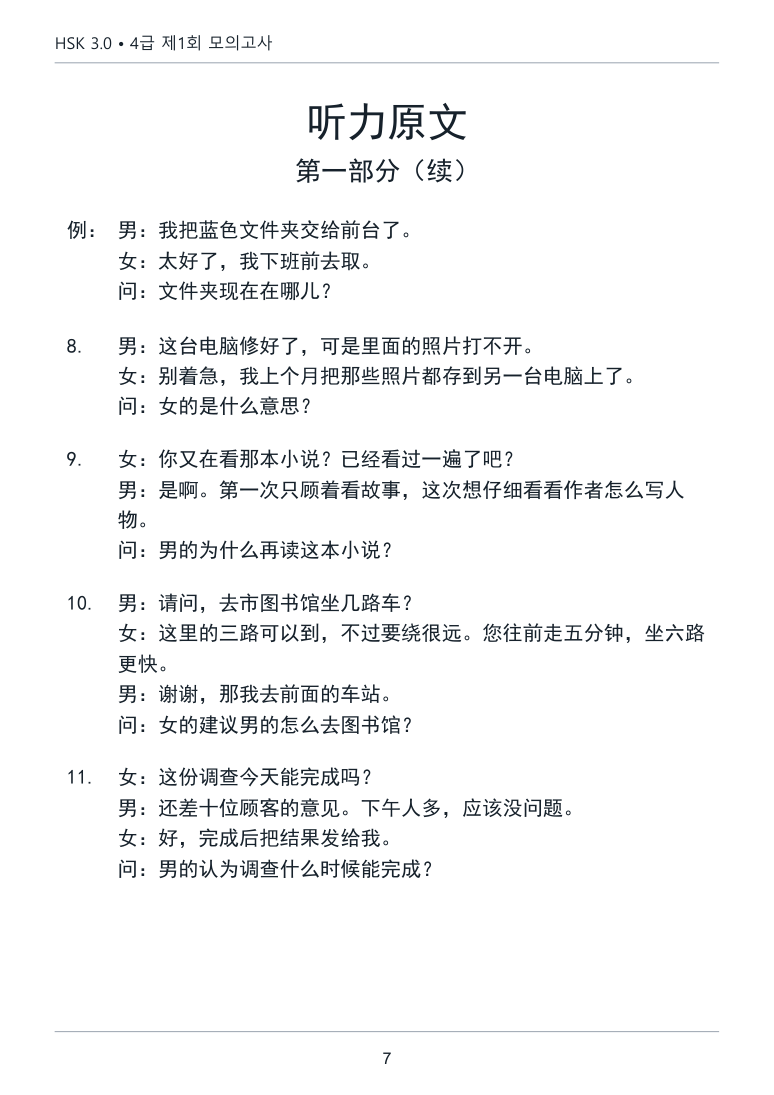 HSK 3.0 • 4급 제1회 모의고사
听力原文
第一部分（续）
例： 男：我把蓝色文件夹交给前台了。
女：太好了，我下班前去取。
问：文件夹现在在哪儿？
8. 男：这台电脑修好了，可是里面的照片打不开。
女：别着急，我上个月把那些照片都存到另一台电脑上了。
问：女的是什么意思？
9. 女：你又在看那本小说？已经看过一遍了吧？
男：是啊。第一次只顾着看故事，这次想仔细看看作者怎么写人
物。
问：男的为什么再读这本小说？
10. 男：请问，去市图书馆坐几路车？
女：这里的三路可以到，不过要绕很远。您往前走五分钟，坐六路
更快。
男：谢谢，那我去前面的车站。
问：女的建议男的怎么去图书馆？
11. 女：这份调查今天能完成吗？
男：还差十位顾客的意见。下午人多，应该没问题。
女：好，完成后把结果发给我。
问：男的认为调查什么时候能完成？
7